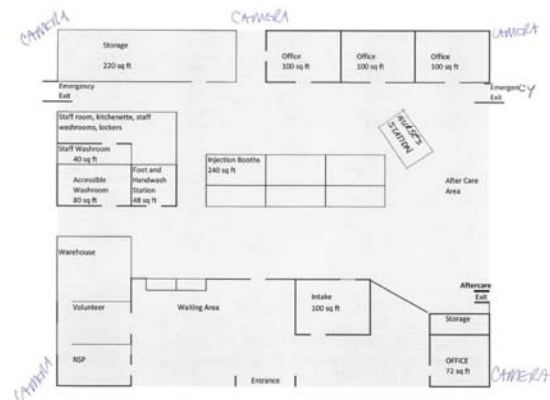 CAMERA
CAMERA
CAMERA
Storage
220 sq ft
Office
100 sq ft
Office
100 sq ft
Office
100 sq ft
Emergency
Exit
EmergenCY
Exit
Staff room, kitchenette, staff
washrooms, lockers
NURSE'S
STATION
Staff Washroom
40 sq ft
Accessible
Washroom
80 sq ft
Foot and
Handwash
Station
48 sq ft
Injection Booths
240 sq ft
After Care
Area
Warehouse
Volunteer
NSP
Waiting Area
Intake
100 sq ft
Aftercare
Exit
Storage
OFFICE
72 sq ft
Entrance
CAMERA
CAMERA